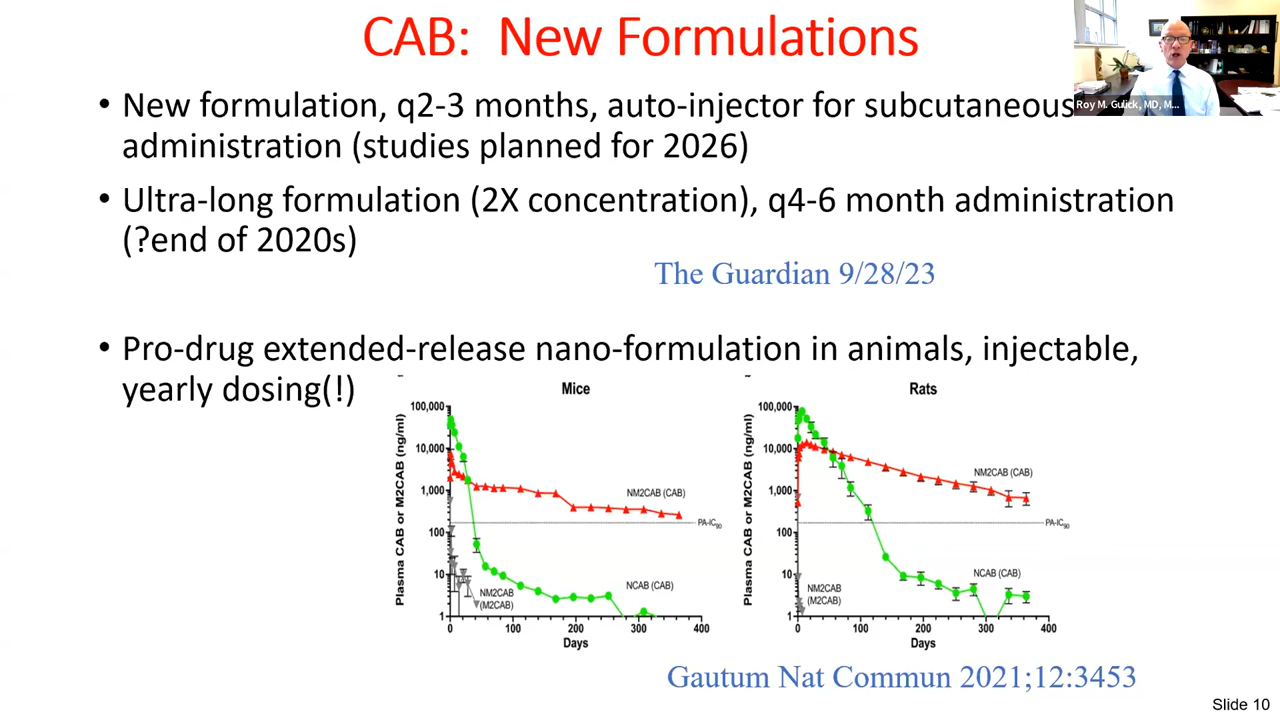 CAB: New Formulations
Roy M. Gulick, MD, M...
• New formulation, q2-3 months, auto-injector for subcutaneous
administration (studies planned for 2026)
• Ultra-long formulation (2X concentration), q4-6 month administration
(?end of 2020s)
The Guardian 9/28/23
• Pro-drug extended-release nano-formulation in animals, injectable,
yearly dosing(!)
Mice
Plasma CAB or M2CAB (ng/ml)
100,000
10,000
1,000
100
10
1
NM2CAB (CAB)
PA-IC90
NCAB (CAB)
NM2CAB
(M2CAB)
0 100 200 300 400
Days
Rats
Plasma CAB or M2CAB (ng/ml)
100,000
10,000
1,000
100
10
1
NM2CAB (CAB)
PA-IC90
NCAB (CAB)
NM2CAB
(M2CAB)
0 100 200 300 400
Days
Gautum Nat Commun 2021;12:3453
Slide 10